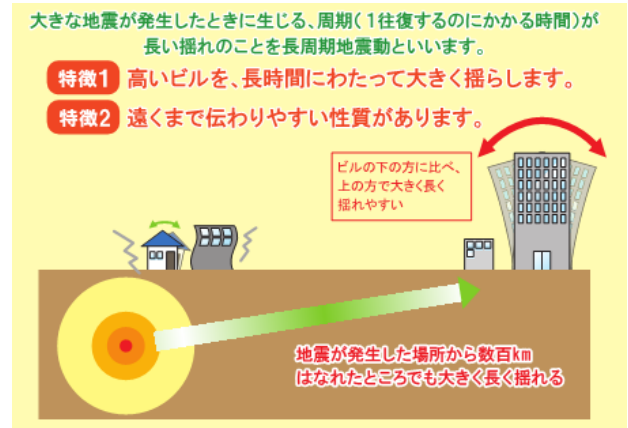 大きな地震が発生したときに生じる、周期(1往復するのにかかる時間)が
長い揺れのことを長周期地震動といいます。
特徴1 高いビルを、長時間にわたって大きく揺らします。
特徴2 遠くまで伝わりやすい性質があります。
ビルの下の方に比べ、
上の方で大きく長く
揺れやすい
地震が発生した場所から数百km
はなれたところでも大きく長く揺れる